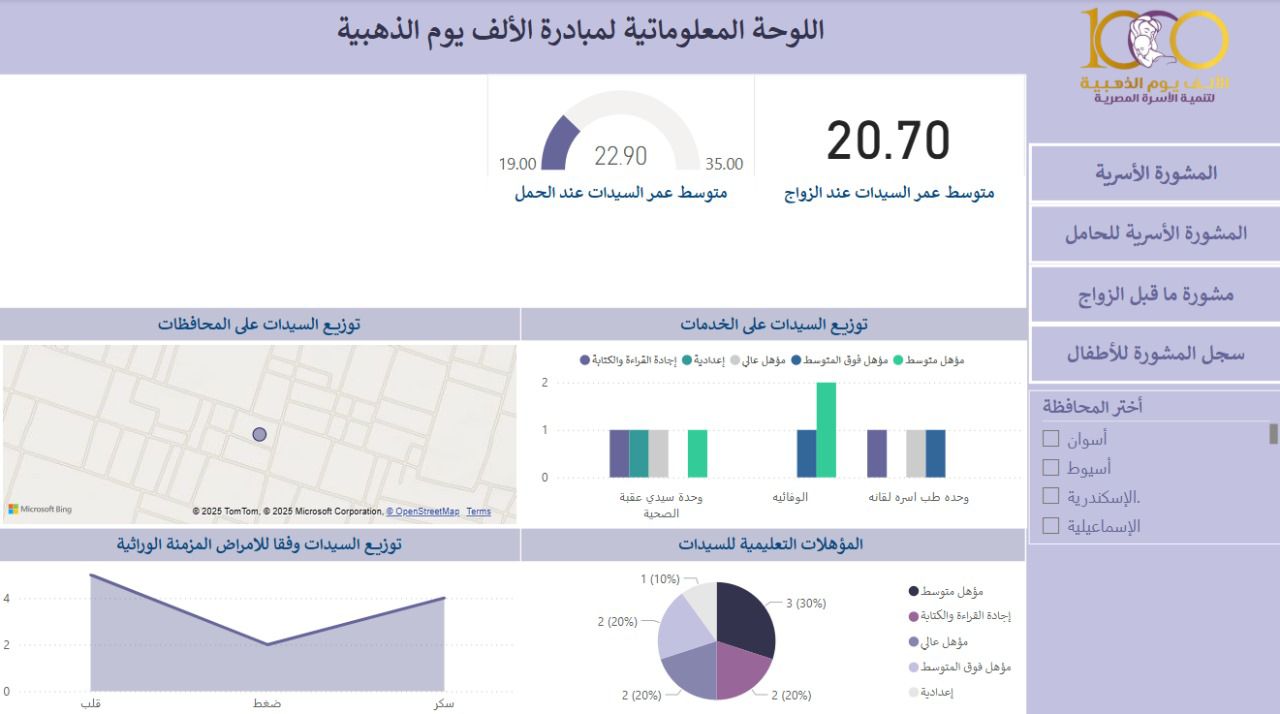 اللوحة المعلوماتية لمبادرة الألف يوم الذهبية
1000
الألف يوم الذهبية
لتنمية الأسرة المصرية
المشورة الأسرية
المشورة الأسرية للحامل
مشورة ما قبل الزواج
سجل المشورة للأطفال
أختر المحافظة
أسوان
أسيوط
الإسكندرية.
الإسماعيلية
20.70
متوسط عمر السيدات عند الزواج
19.00
22.90
35.00
متوسط عمر السيدات عند الحمل
توزيع السيدات على الخدمات
مؤهل متوسط
مؤهل فوق المتوسط
مؤهل عالي
إعدادية
إجادة القراءة والكتابة
2
1
0
وحده طب اسره لقانه
الوفائيه
وحدة سيدي عقبة
الصحية
توزيع السيدات على المحافظات
Microsoft Bing
© 2025 TomTom, © 2025 Microsoft Corporation, © OpenStreetMap Terms
المؤهلات التعليمية للسيدات
1 (10%)
3 (30%)
2 (20%)
2 (20%)
2 (20%)
مؤهل متوسط
إجادة القراءة والكتابة
مؤهل عالي
مؤهل فوق المتوسط
إعدادية
توزيع السيدات وفقا للامراض المزمنة الوراثية
4
2
0
سكر
ضغط
قلب